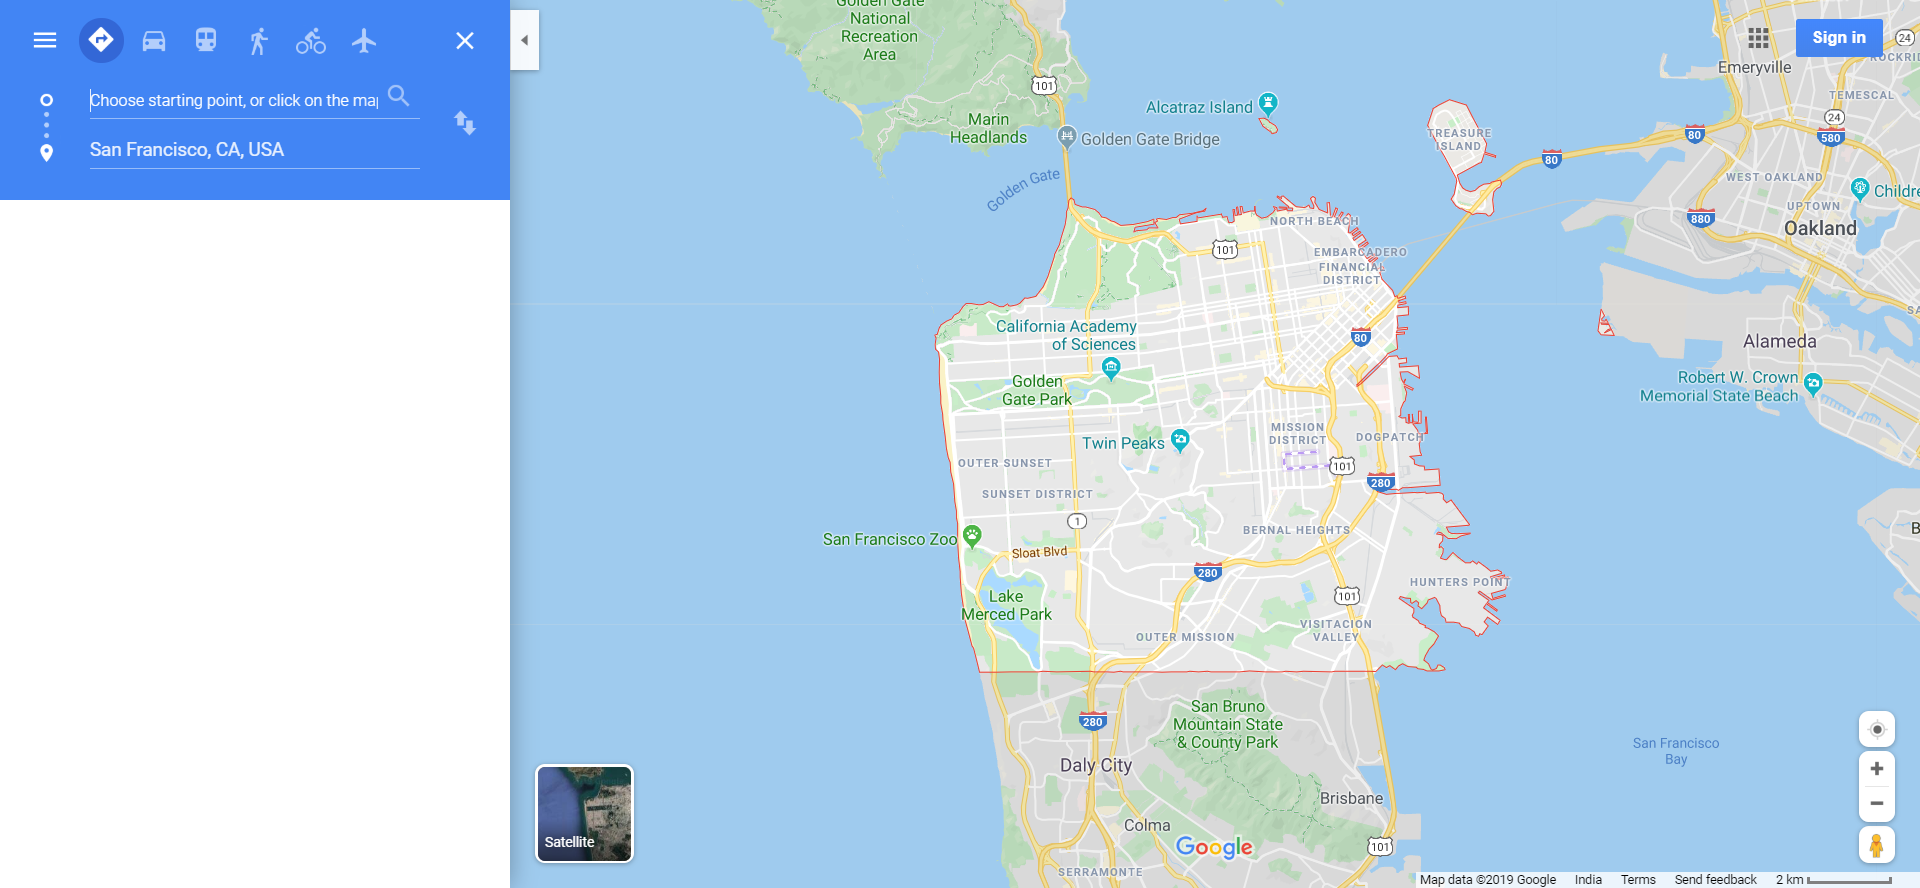 Choose starting point, or click on the map
San Francisco, CA, USA
Sign in
Golden Gate
National
Recreation
Area
101
Marin
Headlands
Alcatraz Island
Golden Gate Bridge
Golden Gate
TREASURE
ISLAND
80
80
Emeryville
24
TEMESCAL
24
580
WEST OAKLAND
UPTOWN
880
Oakland
NORTH BEACH
101
EMBARCADERO
FINANCIAL
DISTRICT
80
California Academy
of Sciences
Golden
Gate Park
Twin Peaks
MISSION
DISTRICT
DOGPATCH
101
280
OUTER SUNSET
SUNSET DISTRICT
1
BERNAL HEIGHTS
San Francisco Zoo
Sloat Blvd
280
Lake
Merced Park
101
HUNTERS POINT
OUTER MISSION
VISITACION
VALLEY
Alameda
Robert W. Crown
Memorial State Beach
San Bruno
Mountain State
& County Park
280
Daly City
Brisbane
Colma
101
SERRAMONTE
San Francisco
Bay
Satellite
Google
Map data ©2019 Google India Terms Send feedback 2 km